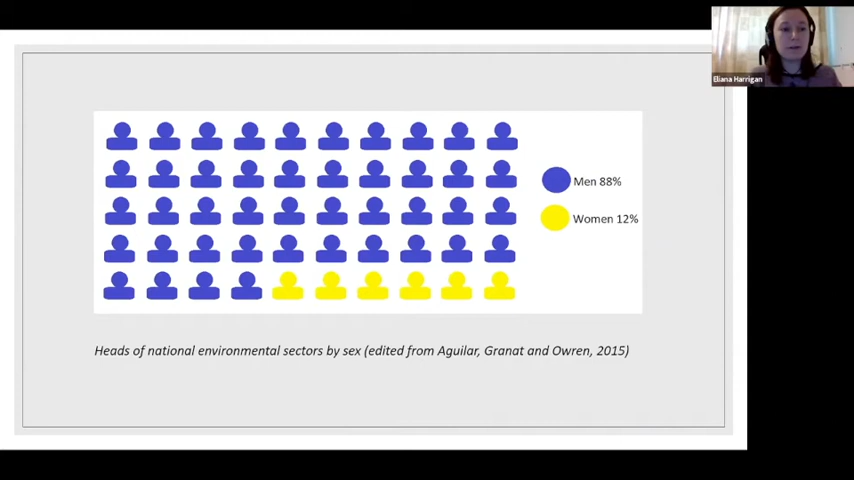 Eliana Harrigan
Men 88%
Women 12%
Heads of national environmental sectors by sex (edited from Aguilar, Granat and Owren, 2015)